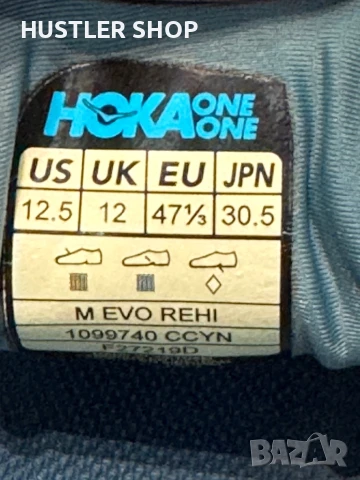 HUSTLER SHOP
HOKA ONE ONE
US UK EU JPN
12.5 12 47⅓ 30.5
M EVO REHI
1099740 CCYN
F27219D
BAZAR